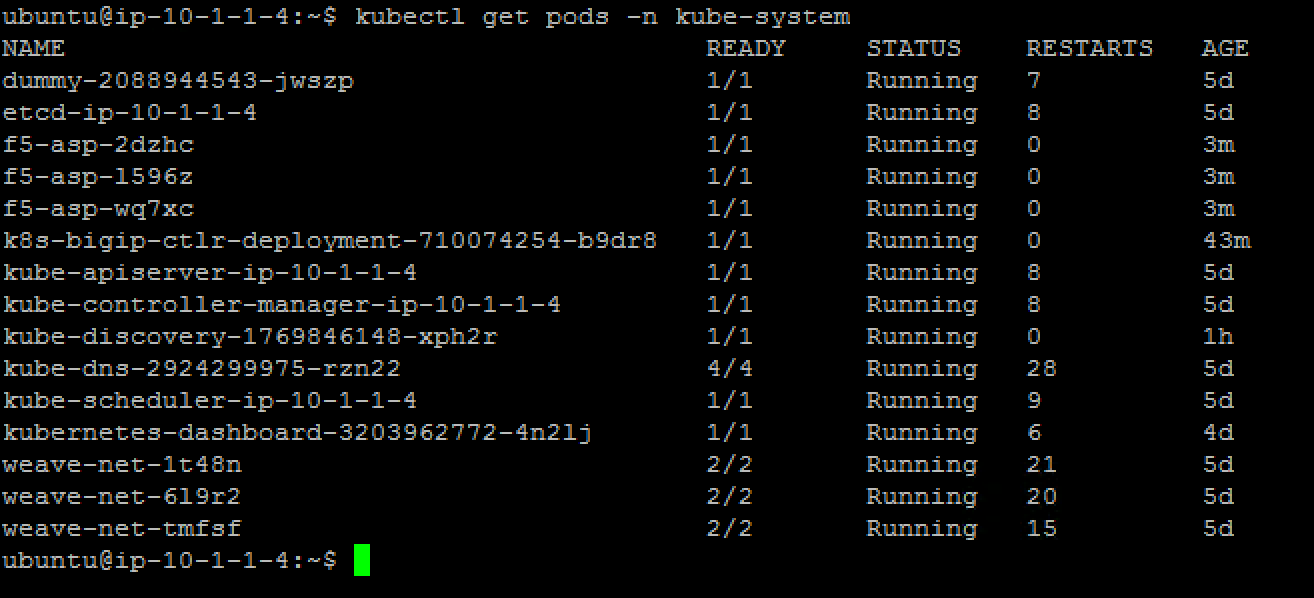 ubuntu@ip-10-1-1-4:~$ kubectl get pods -n kube-system
NAME READY STATUS RESTARTS AGE
dummy-2088944543-jwszp 1/1 Running 7 5d
etcd-ip-10-1-1-4 1/1 Running 8 5d
f5-asp-2dzhc 1/1 Running 0 3m
f5-asp-l596z 1/1 Running 0 3m
f5-asp-wq7xc 1/1 Running 0 3m
k8s-bigip-ctlr-deployment-710074254-b9dr8 1/1 Running 0 43m
kube-apiserver-ip-10-1-1-4 1/1 Running 8 5d
kube-controller-manager-ip-10-1-1-4 1/1 Running 8 5d
kube-discovery-1769846148-xph2r 1/1 Running 0 1h
kube-dns-2924299975-rzn22 4/4 Running 28 5d
kube-scheduler-ip-10-1-1-4 1/1 Running 9 5d
kubernetes-dashboard-3203962772-4n2lj 1/1 Running 6 4d
weave-net-1t48n 2/2 Running 21 5d
weave-net-6l9r2 2/2 Running 20 5d
weave-net-tmfsf 2/2 Running 15 5d
ubuntu@ip-10-1-1-4:~$